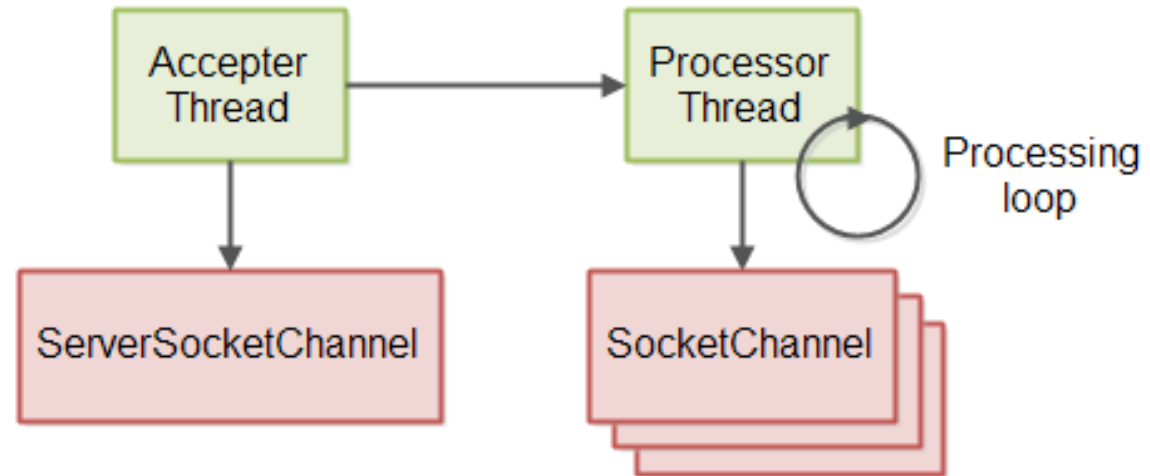 Accepter
Thread
Processor
Thread
Processing
loop
ServerSocketChannel
SocketChannel